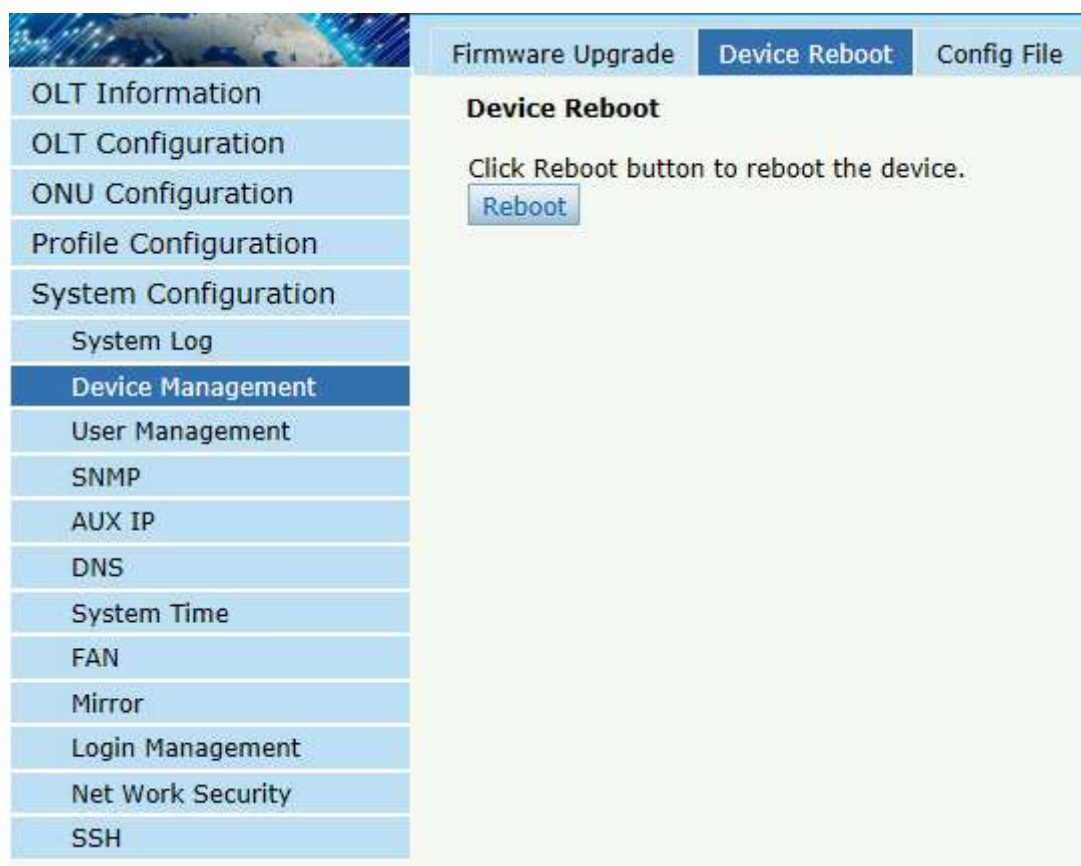 Firmware Upgrade
Device Reboot
Config File
OLT Information
OLT Configuration
ONU Configuration
Profile Configuration
System Configuration
System Log
Device Management
User Management
SNMP
AUX IP
DNS
System Time
FAN
Mirror
Login Management
Net Work Security
SSH
Device Reboot
Click Reboot button to reboot the device.
Reboot